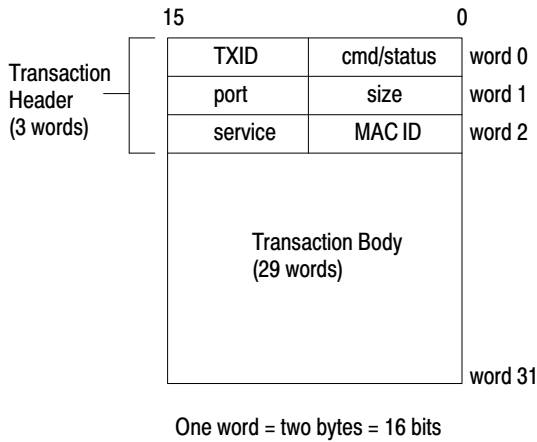 15 0
TXID cmd/status word 0
Transaction
Header
(3 words)
port size word 1
service MAC ID word 2
Transaction Body
(29 words)
word 31
One word = two bytes = 16 bits